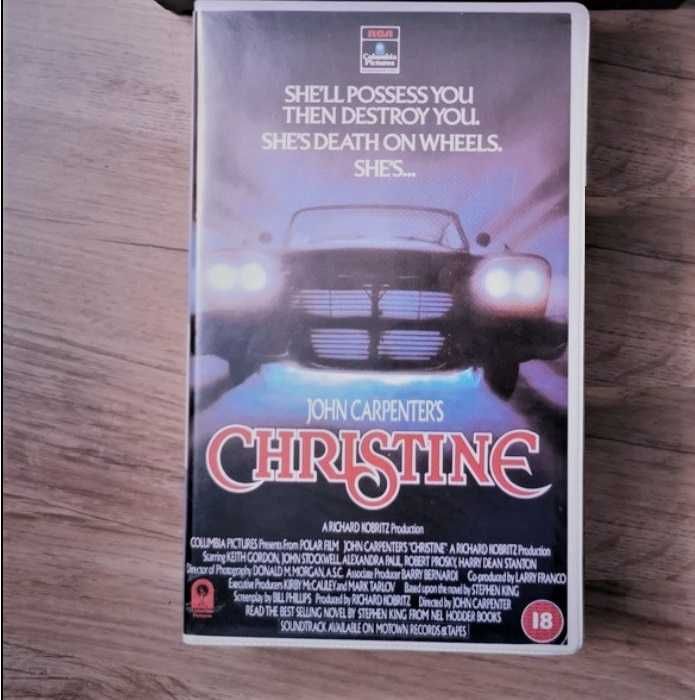 RCA
Columbia
Pictures
SHE'LL POSSESS YOU
THEN DESTROY YOU.
SHE'S DEATH ON WHEELS.
SHE'S...
JOHN CARPENTER'S
CHRISTINE
A RICHARD KOBRITZ Production
COLUMBIA PICTURES Presents From POLAR FILM JOHN CARPENTER'S "CHRISTINE" A RICHARD KOBRITZ Production
Starring KEITH GORDON, JOHN STOCKWELL, ALEXANDRA PAUL, ROBERT PROSKY, HARRY DEAN STANTON
Director of Photography DONALD M. MORGAN, A.S.C. Associate Producer BARRY BERNARDI Co-produced by LARRY FRANCO
Executive Producers KIRBY McCAULEY and MARK TARLOV Based upon the novel by STEPHEN KING
Screenplay by BILL PHILLIPS Produced by RICHARD KOBRITZ Directed by JOHN CARPENTER
READ THE BEST SELLING NOVEL BY STEPHEN KING FROM NEL HODDER BOOKS
SOUNDTRACK AVAILABLE ON MOTOWN RECORDS & TAPES
Pictures
18